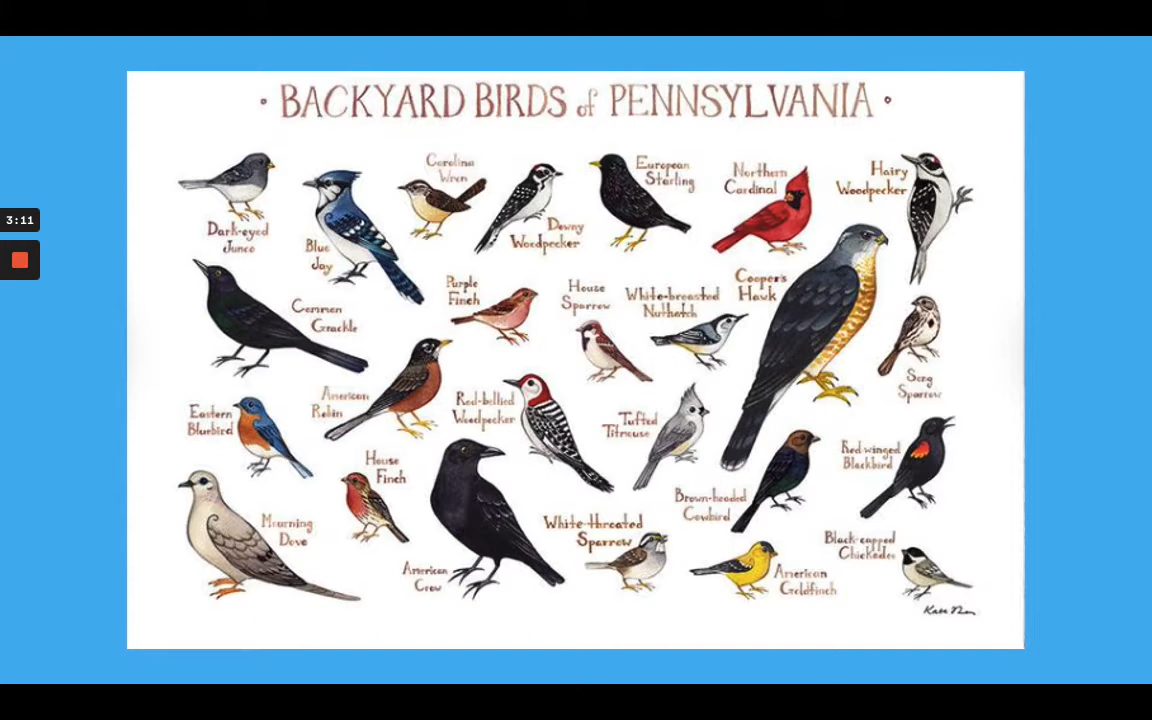 · BACKYARD BIRDS of PENNSYLVANIA ·
Dark-eyed
Junco
Blue
Jay
Carolina
Wren
Downy
Woodpecker
European
Starling
Northern
Cardinal
Hairy
Woodpecker
3:11
Common
Grackle
Purple
Finch
House
Sparrow
White-breasted
Nuthatch
Cooper's
Hawk
Song
Sparrow
American
Robin
Eastern
Bluebird
Red-bellied
Woodpecker
Tufted
Titmouse
Red-winged
Blackbird
House
Finch
Brown-headed
Cowbird
Mourning
Dove
American
Crow
White-throated
Sparrow
American
Goldfinch
Black-capped
Chickadee